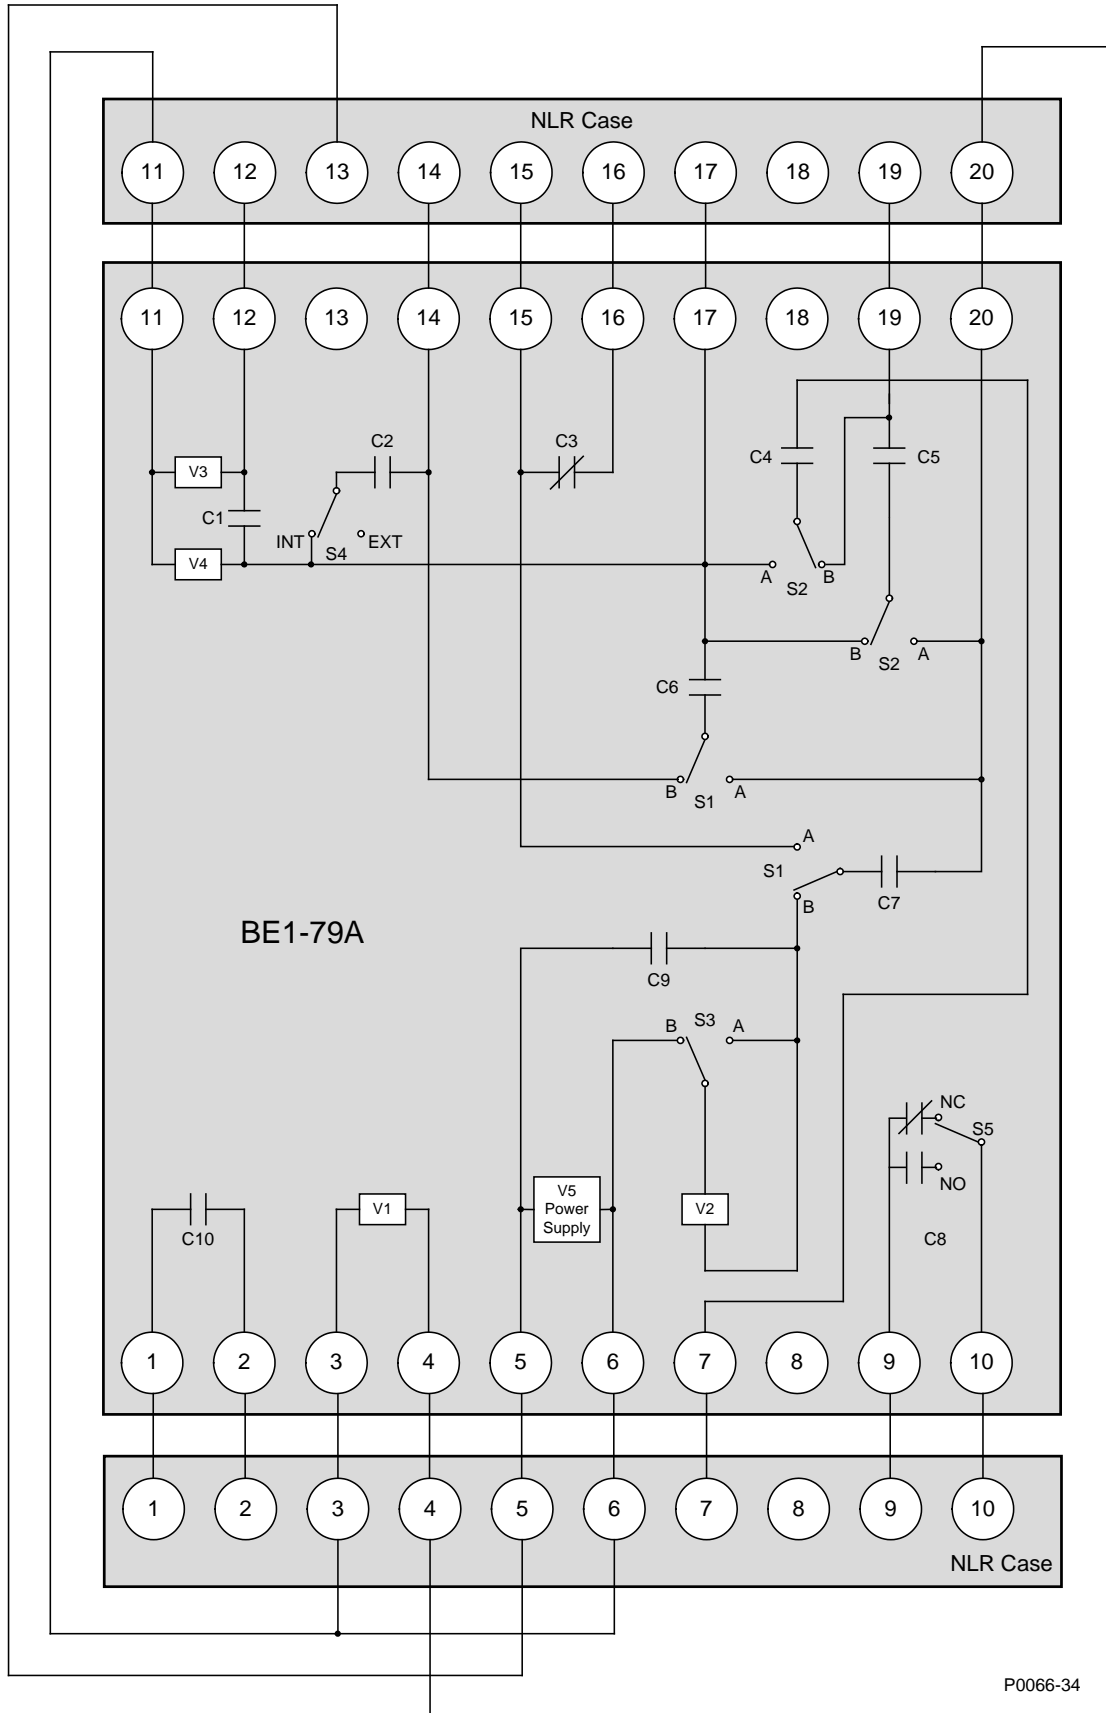 NLR Case
11 12 13 14 15 16 17 18 19 20
11 12 13 14 15 16 17 18 19 20
C2 C3
V3 C4 C5
C1
INT S4 EXT
V4
A S2 B
B S2 A
C6
B S1 A
A
S1
B C7
BE1-79A
C9
B S3 A
NC
S5
NO
V5
Power
Supply
V1 V2
C10 C8
1 2 3 4 5 6 7 8 9 10
1 2 3 4 5 6 7 8 9 10
NLR Case
P0066-34